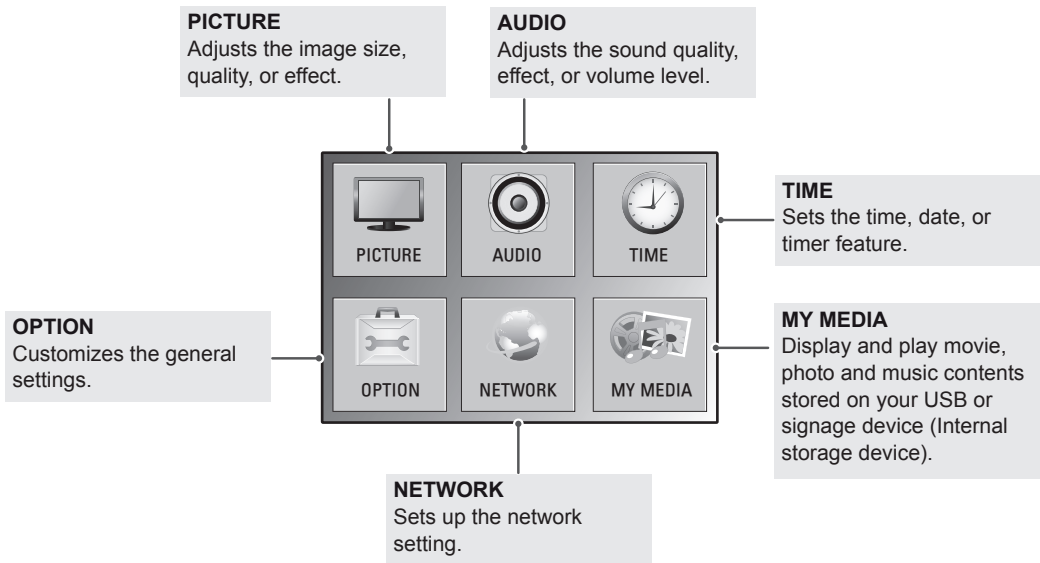 PICTURE
Adjusts the image size,
quality, or effect.
AUDIO
Adjusts the sound quality,
effect, or volume level.
PICTURE
AUDIO
TIME
TIME
Sets the time, date, or
timer feature.
OPTION
Customizes the general
settings.
OPTION
NETWORK
MY MEDIA
MY MEDIA
Display and play movie,
photo and music contents
stored on your USB or
signage device (Internal
storage device).
NETWORK
Sets up the network
setting.